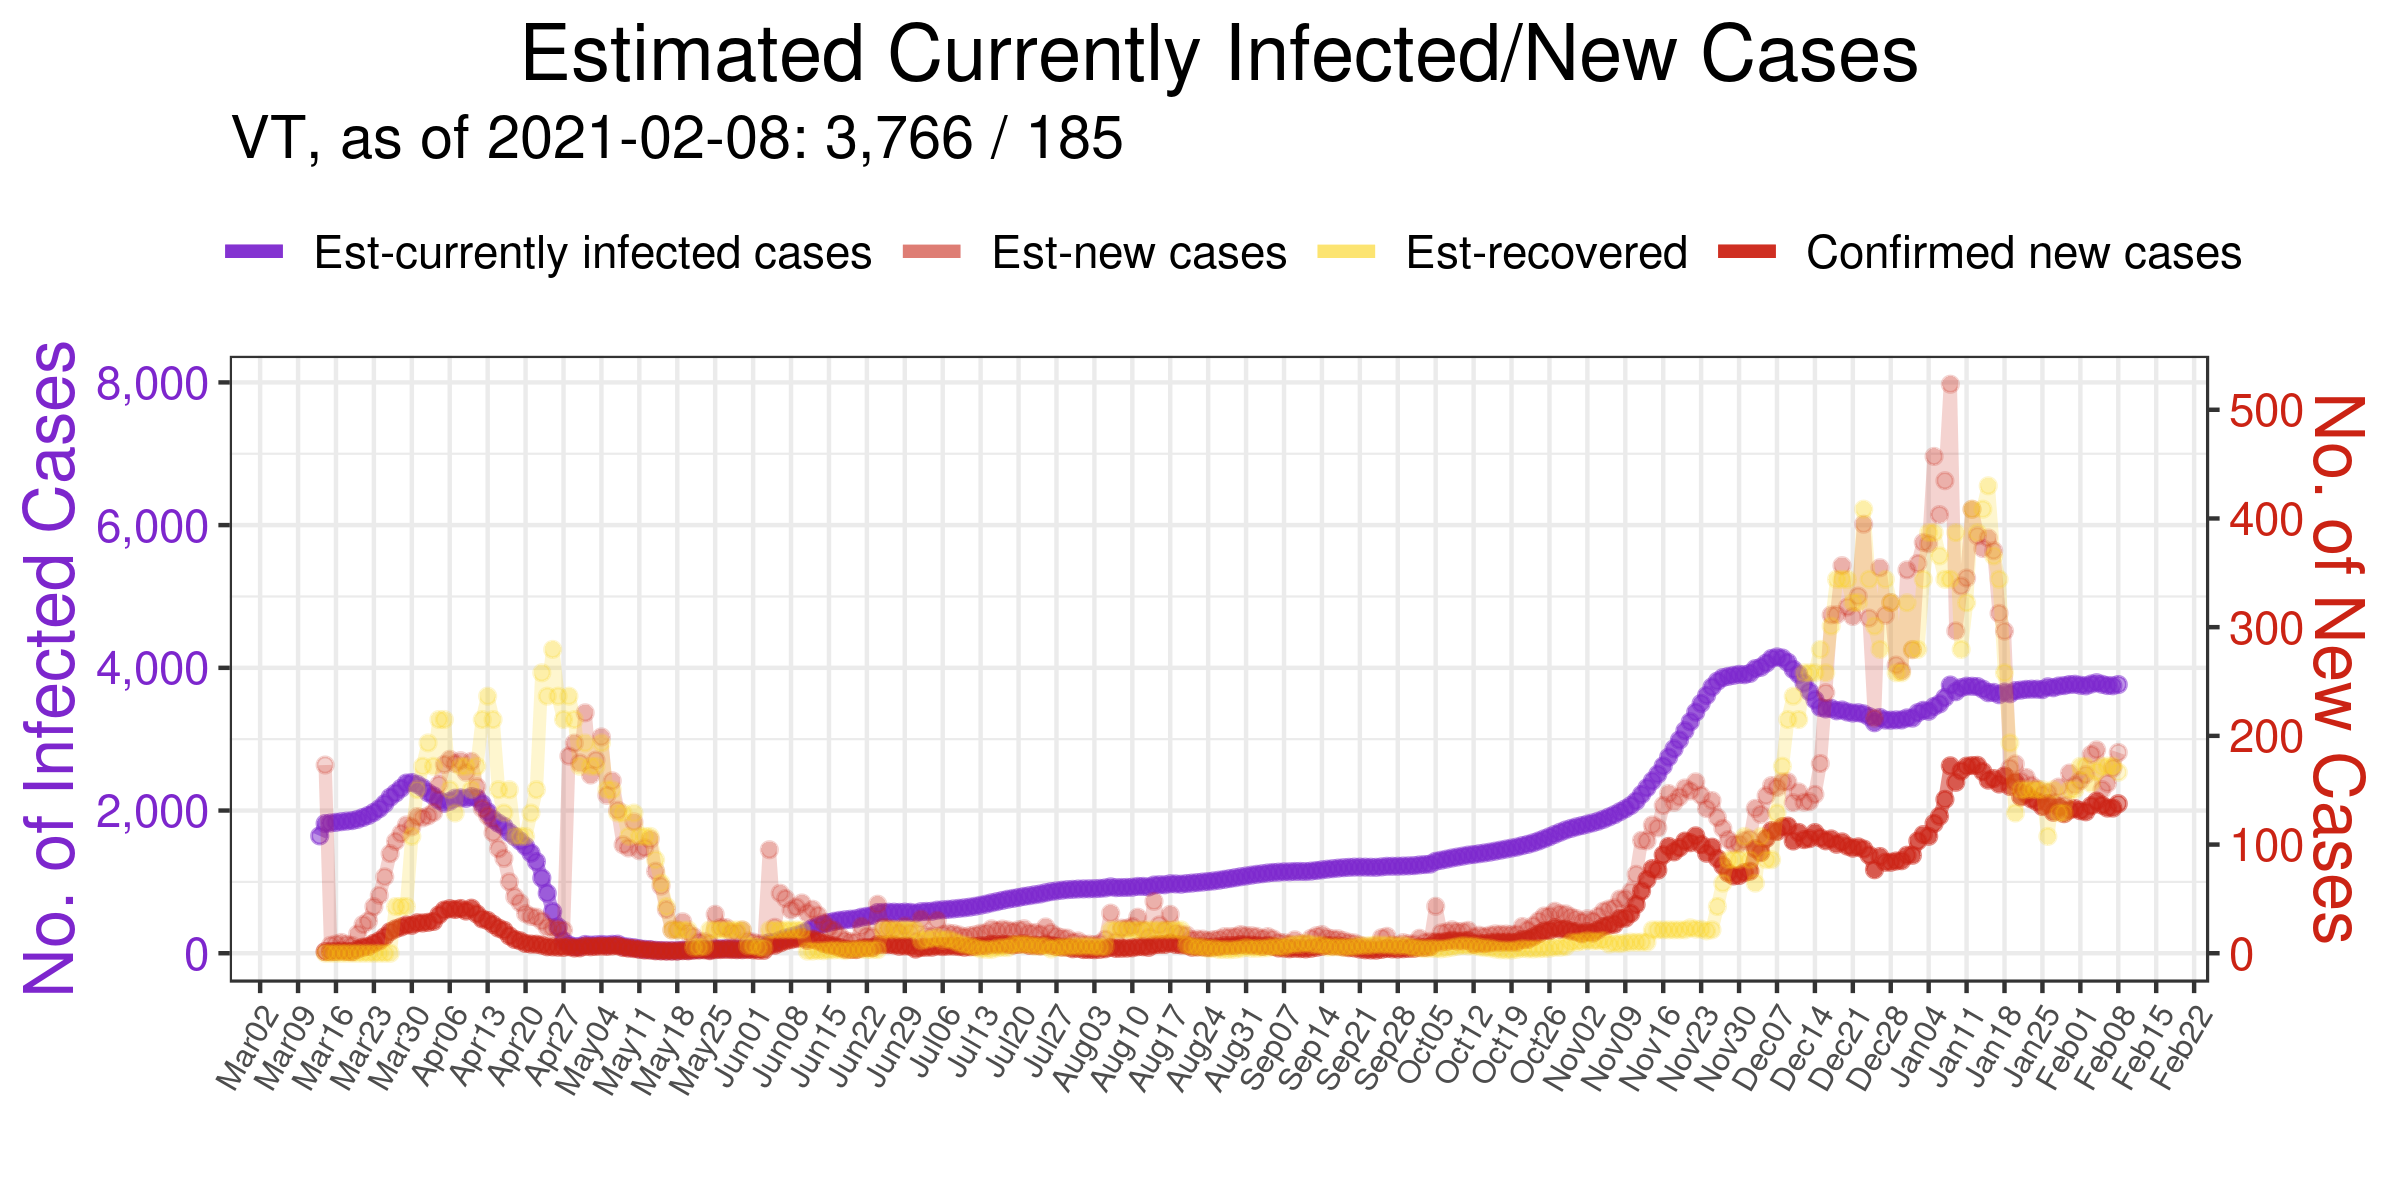 Estimated Currently Infected/New Cases
VT, as of 2021-02-08: 3,766 / 185
Est-currently infected cases Est-new cases Est-recovered Confirmed new cases
No. of Infected Cases
8,000
6,000
4,000
2,000
0
500
400
300
200
100
0
No. of New Cases
Mar02 Mar09 Mar16 Mar23 Mar30 Apr06 Apr13 Apr20 Apr27 May04 May11 May18 May25 Jun01 Jun08 Jun15 Jun22 Jun29 Jul06 Jul13 Jul20 Jul27 Aug03 Aug10 Aug17 Aug24 Aug31 Sep07 Sep14 Sep21 Sep28 Oct05 Oct12 Oct19 Oct26 Nov02 Nov09 Nov16 Nov23 Nov30 Dec07 Dec14 Dec21 Dec28 Jan04 Jan11 Jan18 Jan25 Feb01 Feb08 Feb15 Feb22